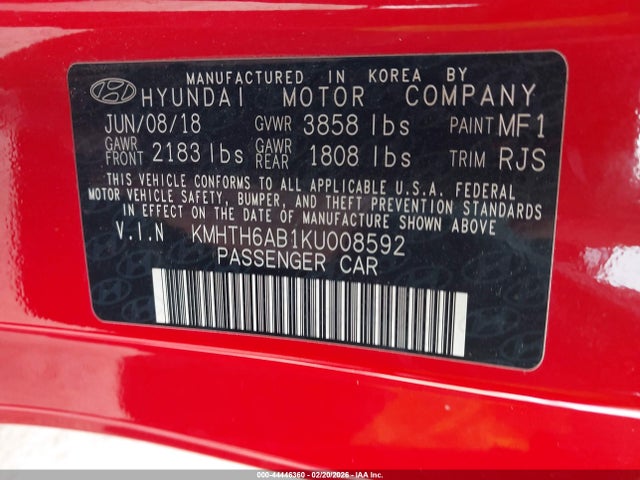 MANUFACTURED IN KOREA BY
HYUNDAI MOTOR COMPANY
JUN/08/18 GVWR 3858 lbs PAINT MF1
GAWR FRONT 2183 lbs GAWR REAR 1808 lbs TRIM RJS
THIS VEHICLE CONFORMS TO ALL APPLICABLE U.S.A. FEDERAL
MOTOR VEHICLE SAFETY, BUMPER, AND THEFT PREVENTION STANDARDS
IN EFFECT ON THE DATE OF MANUFACTURE SHOWN ABOVE.
V.I.N KMHTH6AB1KU008592
PASSENGER CAR
000-44446360 - 02/20/2026 - IAAI, Inc.